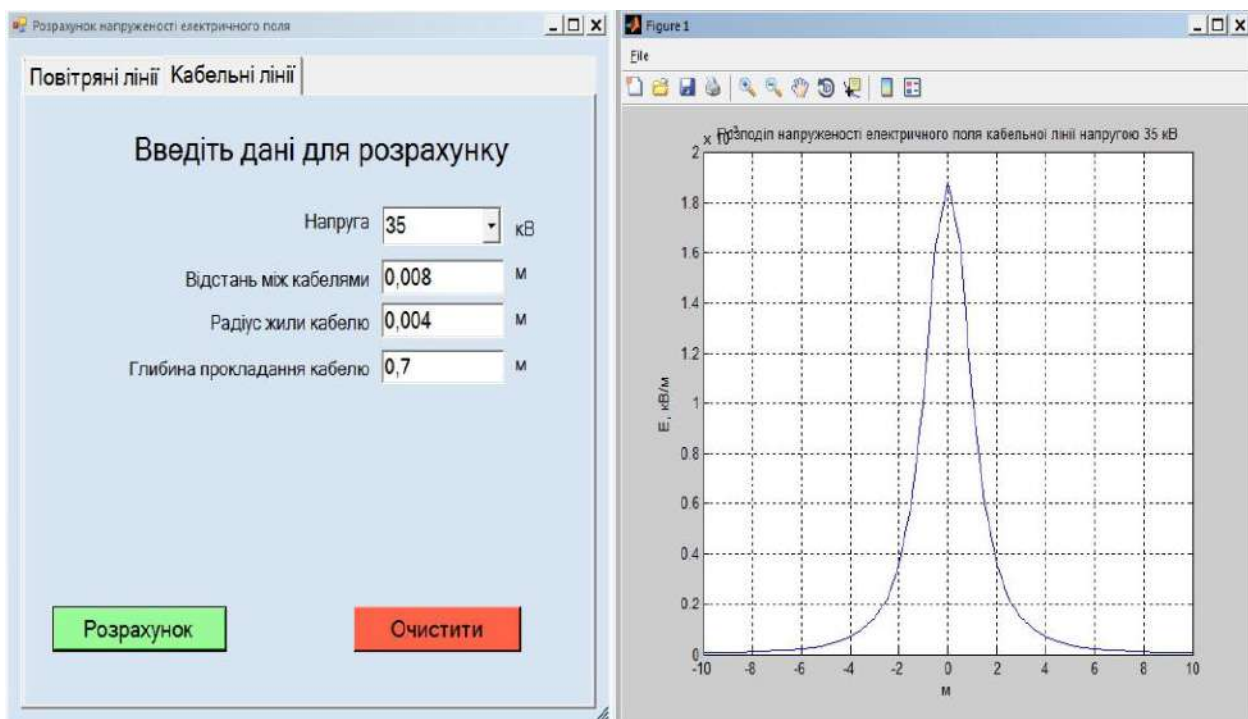 Розрахунок напруженості електричного поля
Повітряні лінії Кабельні лінії
Введіть дані для розрахунку
Напруга 35 кВ
Відстань між кабелями 0,008 м
Радіус жили кабелю 0,004 м
Глибина прокладання кабелю 0,7 м
Розрахунок Очистити
Figure 1
File
x 10⁻³ Розподіл напруженості електричного поля кабельної лінії напругою 35 кВ
2
1.8
1.6
1.4
1.2
1
0.8
0.6
0.4
0.2
0
E, кВ/м
-10 -8 -6 -4 -2 0 2 4 6 8 10
м